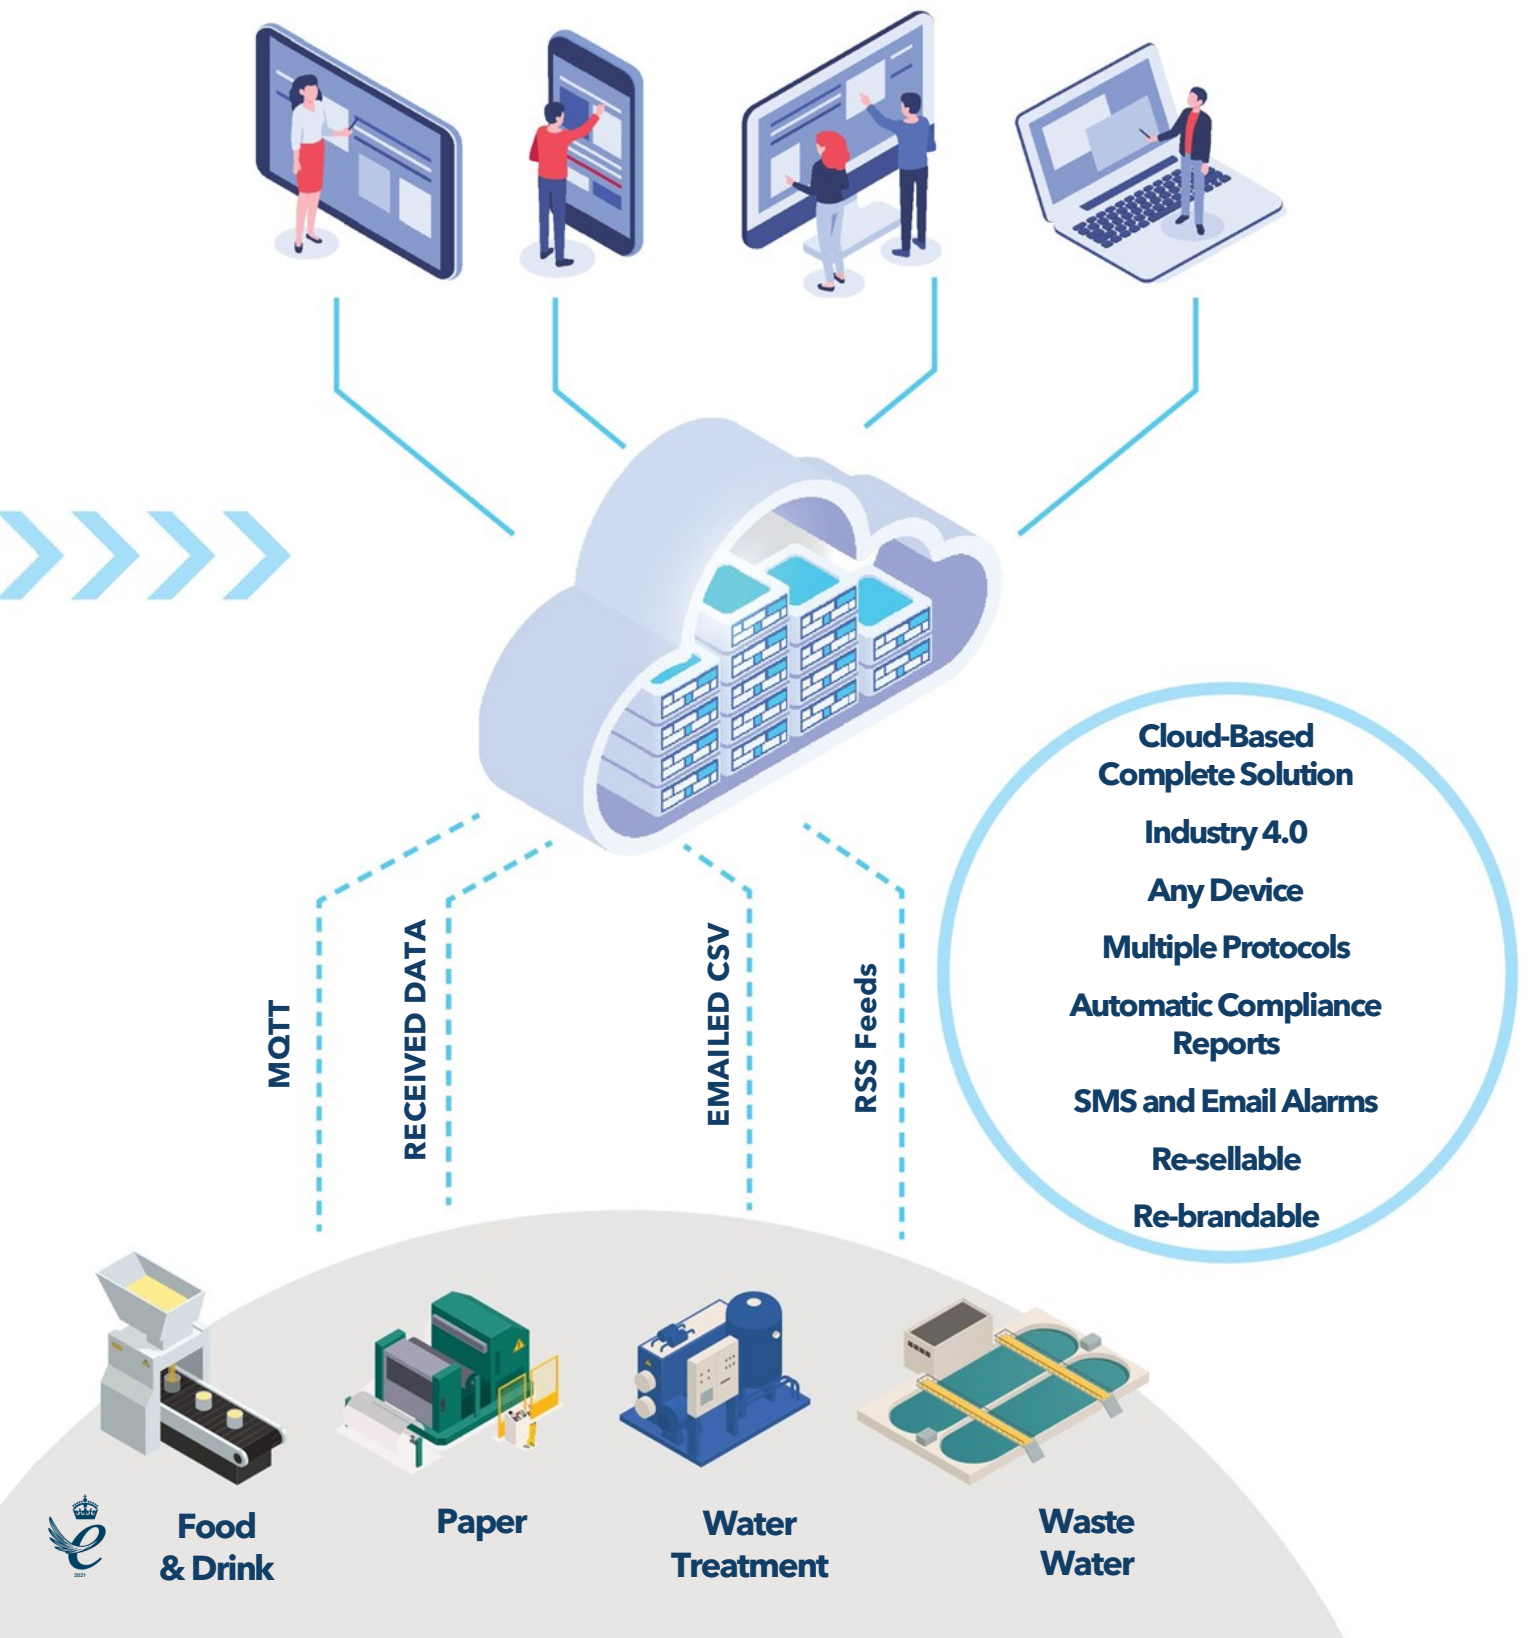 Cloud-Based
Complete Solution
Industry 4.0
Any Device
Multiple Protocols
Automatic Compliance
Reports
SMS and Email Alarms
Re-sellable
Re-brandable
MQTT
RECEIVED DATA
EMAILED CSV
RSS Feeds
Food
& Drink
Paper
Water
Treatment
Waste
Water
e
2021